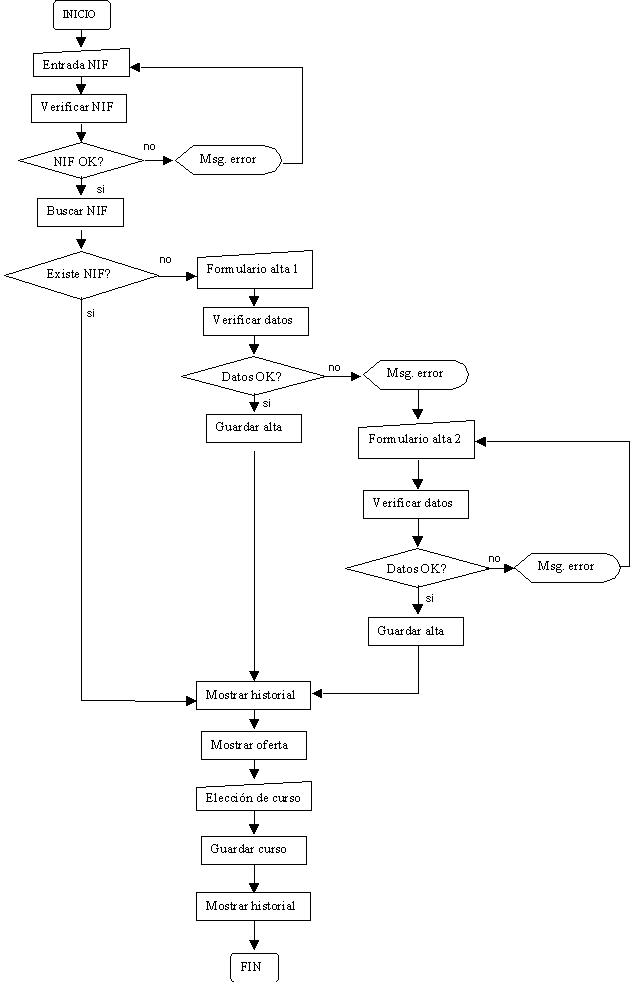 INICIO
Entrada NIF
Verificar NIF
NIF OK?
no
Msg. error
si
Buscar NIF
Existe NIF?
no
Formulario alta 1
si
Verificar datos
Datos OK?
no
Msg. error
si
Guardar alta
Formulario alta 2
Verificar datos
Datos OK?
no
Msg. error
si
Guardar alta
Mostrar historial
Mostrar oferta
Elección de curso
Guardar curso
Mostrar historial
FIN